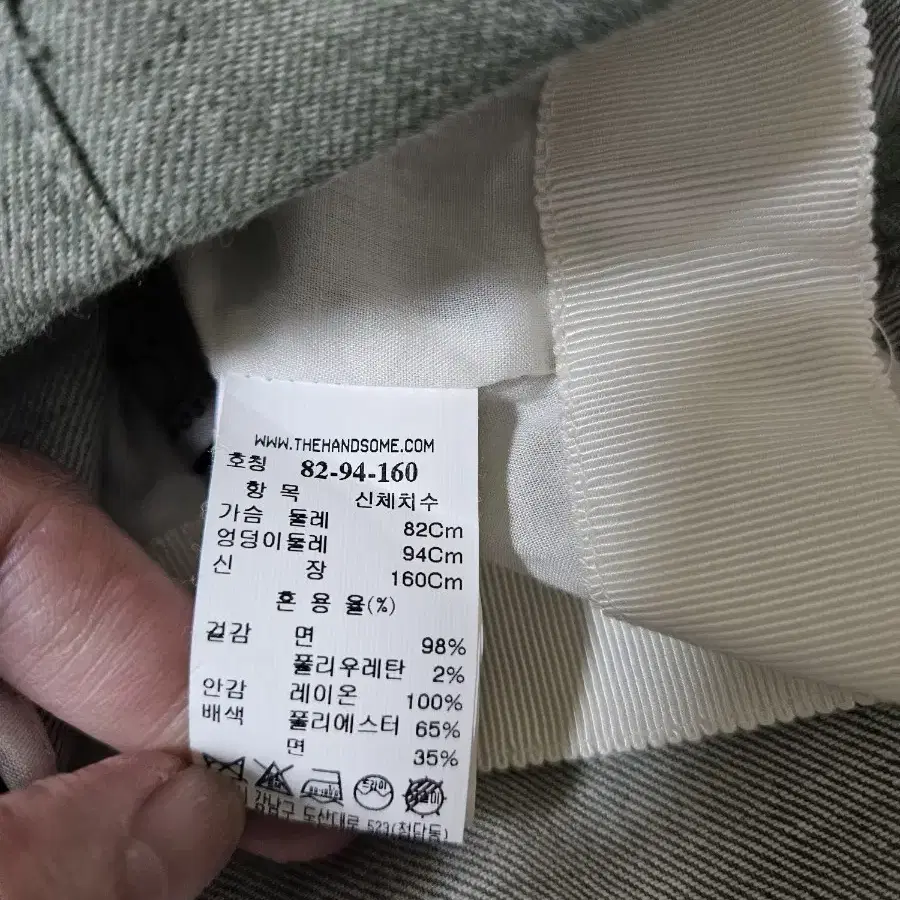 WWW.THEHANDSOME.COM
호칭 82-94-160
항 목 신체치수
가슴 둘레 82Cm
엉덩이둘레 94Cm
신 장 160Cm
혼 용 율(%)
겉감 면 98%
폴리우레탄 2%
안감 레이온 100%
배색 폴리에스터 65%
면 35%
드라이
강남구 도산대로 523(청담동)